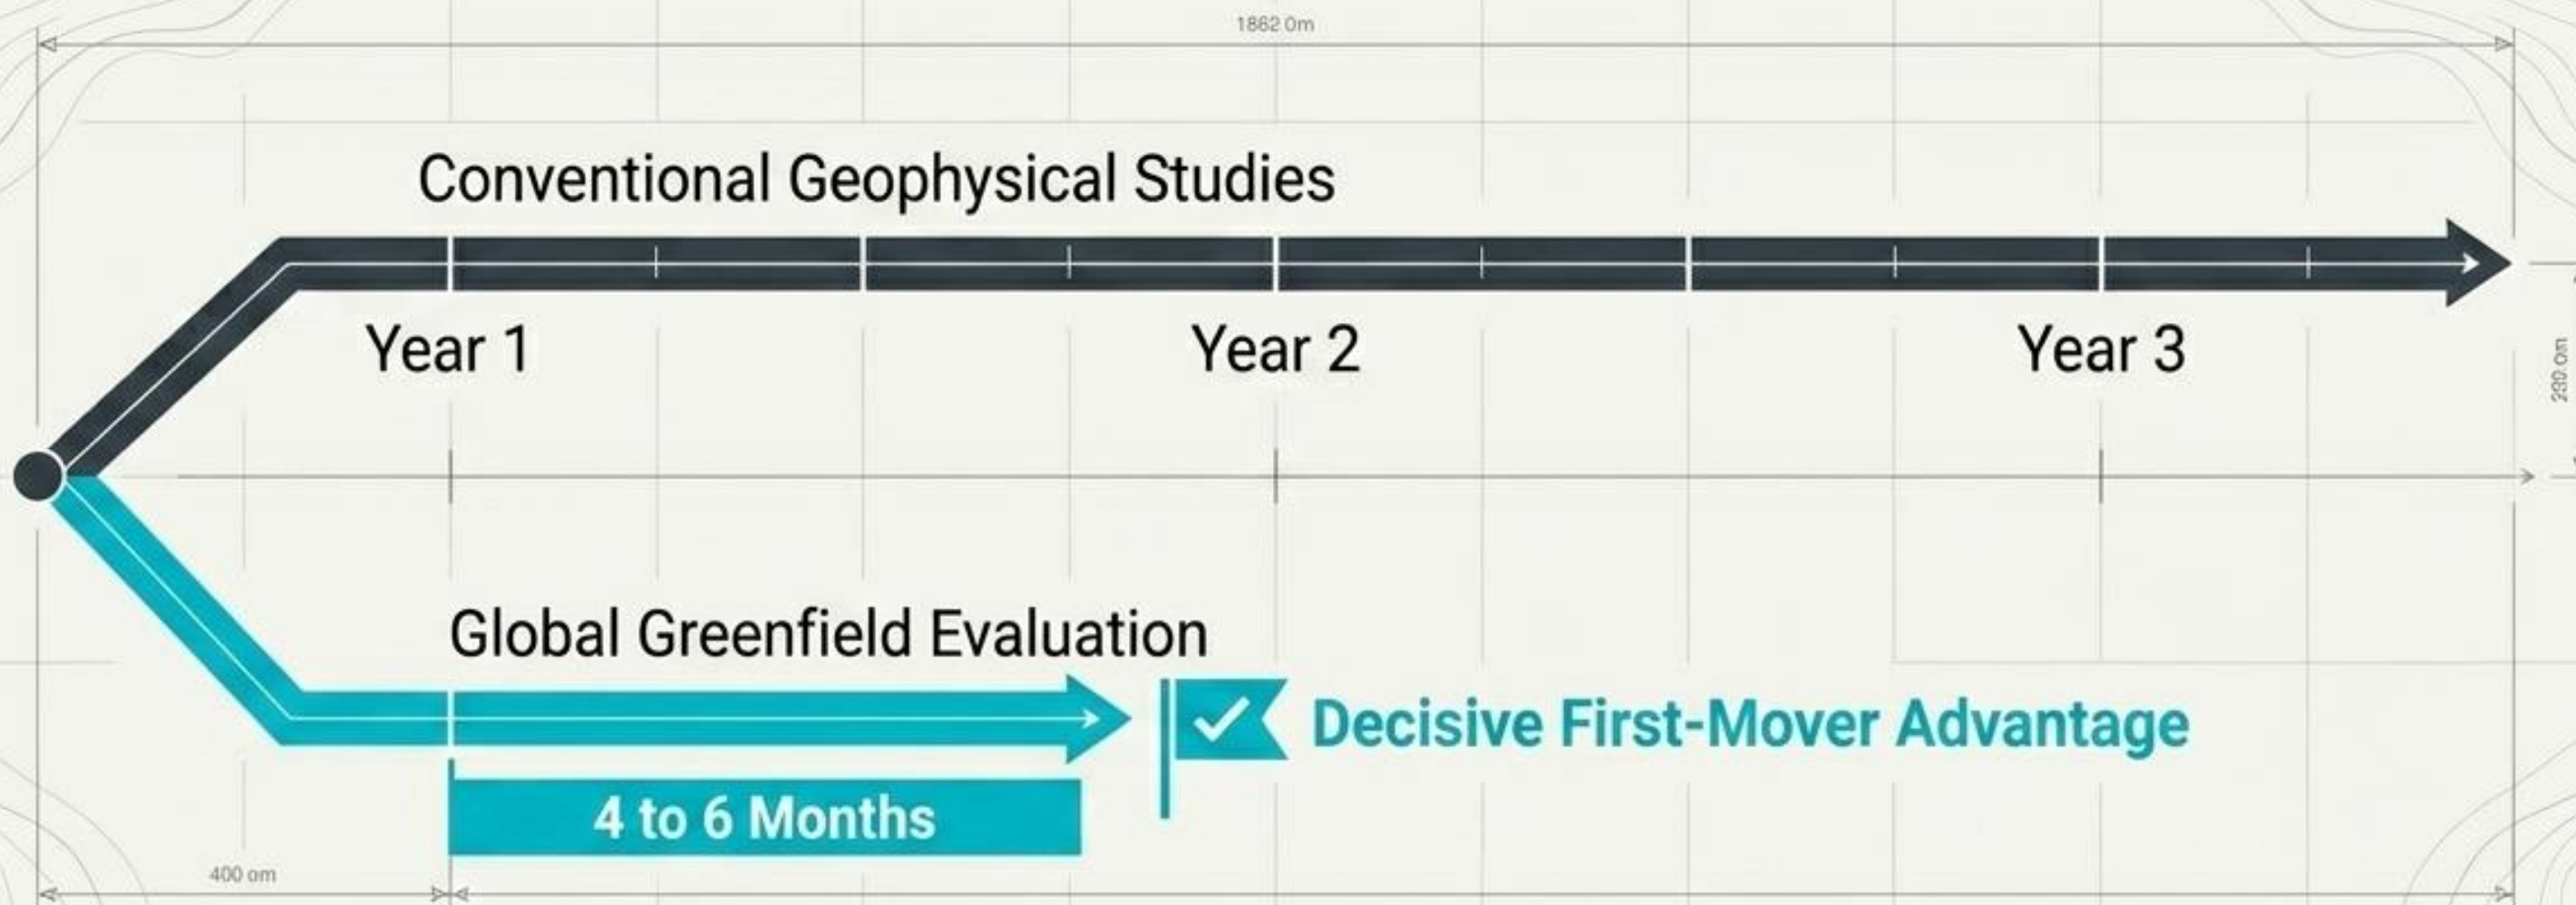 1862 0m
Conventional Geophysical Studies
Year 1
Year 2
Year 3
Global Greenfield Evaluation
Decisive First-Mover Advantage
4 to 6 Months
400 om